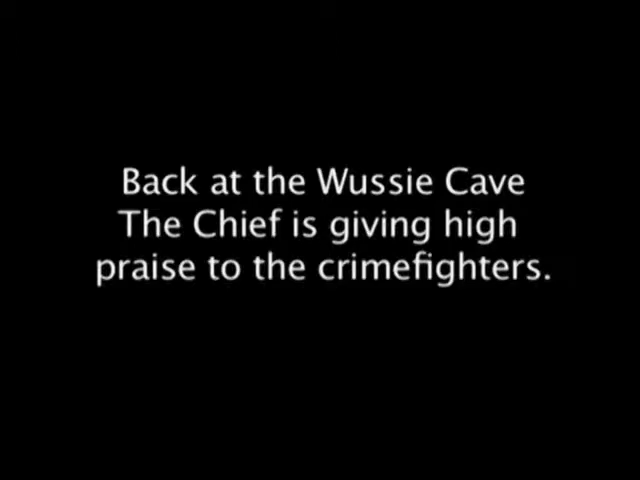 Back at the Wussie Cave
The Chief is giving high
praise to the crimefighters.